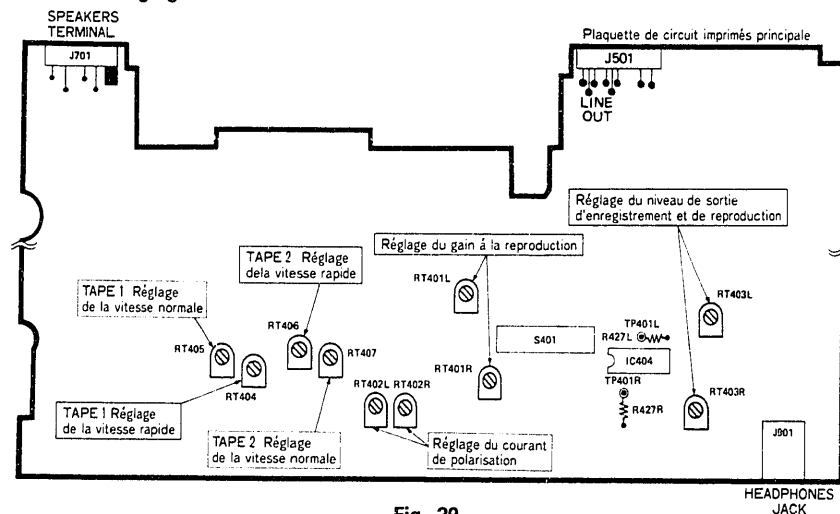 SPEAKERS
TERMINAL
J701
Plaquette de circuit imprimés principale
J501
LINE
OUT
Réglage du niveau de sortie
d'enregistrement et de reproduction
Réglage du gain á la reproduction
TAPE 2 Réglage
dela vitesse rapide
RT401L
TAPE 1 Réglage
de la vitesse normale
RT403L
RT406
TP401L
R427L
S401
RT405
RT407
IC404
RT401R
TP401R
RT404
RT402L
RT402R
RT403R
R427R
TAPE 1 Réglage
de la vitesse rapide
TAPE 2 Réglage
de la vitesse normale
Réglage du courant
de polarisation
J901
HEADPHONES
JACK